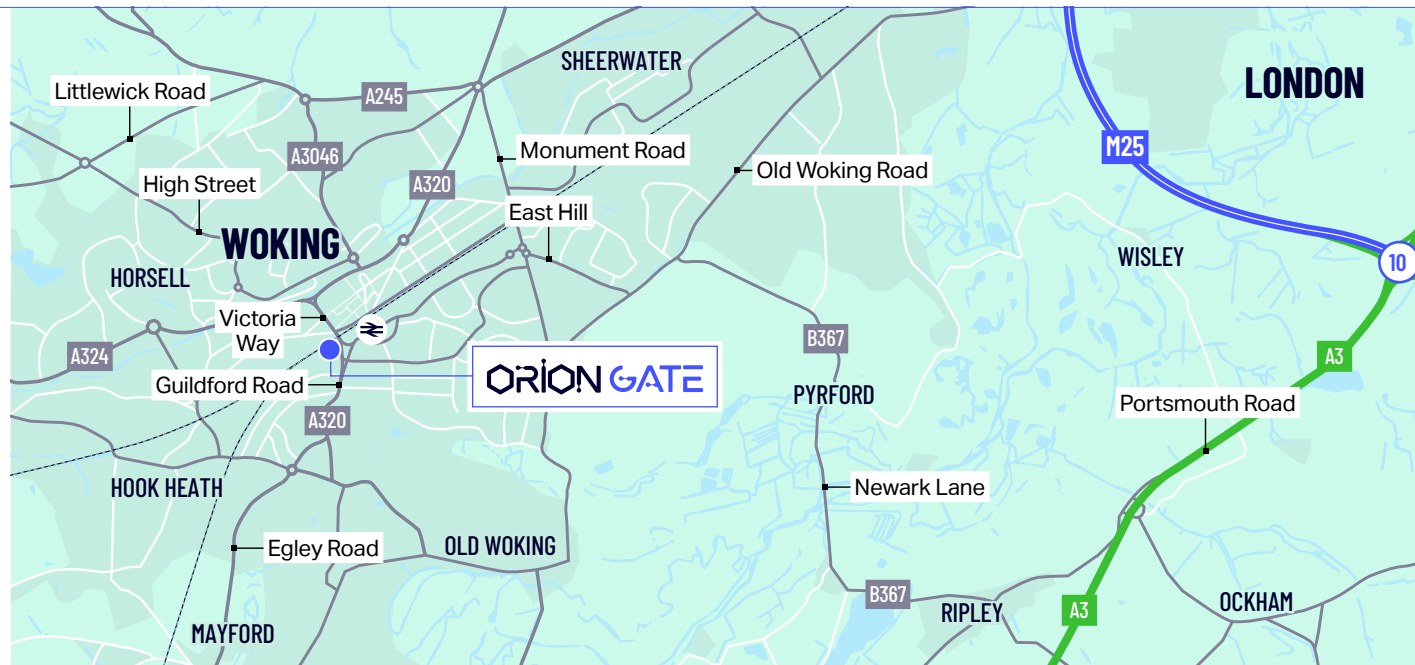 SHEERWATER
LONDON
Littlewick Road
A245
M25
A3046
Monument Road
Old Woking Road
High Street
A320
East Hill
WOKING
WISLEY
10
HORSELL
Victoria
Way
A324
B367
A3
ORION GATE
Guildford Road
PYRFORD
Portsmouth Road
A320
HOOK HEATH
Newark Lane
Egley Road
OLD WOKING
B367
RIPLEY
A3
OCKHAM
MAYFORD